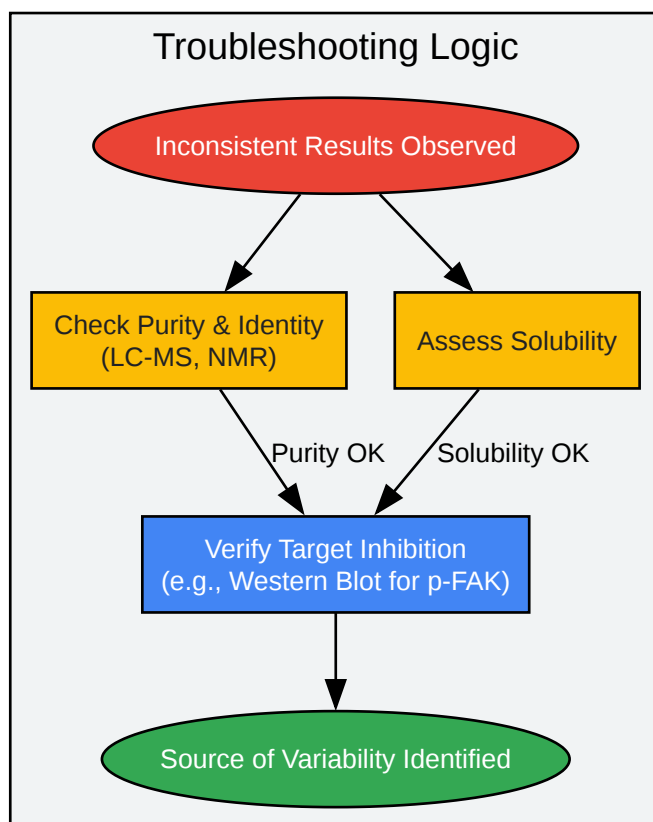 Troubleshooting Logic
Inconsistent Results Observed
Check Purity & Identity
(LC-MS, NMR)
Assess Solubility
Purity OK
Solubility OK
Verify Target Inhibition
(e.g., Western Blot for p-FAK)
Source of Variability Identified